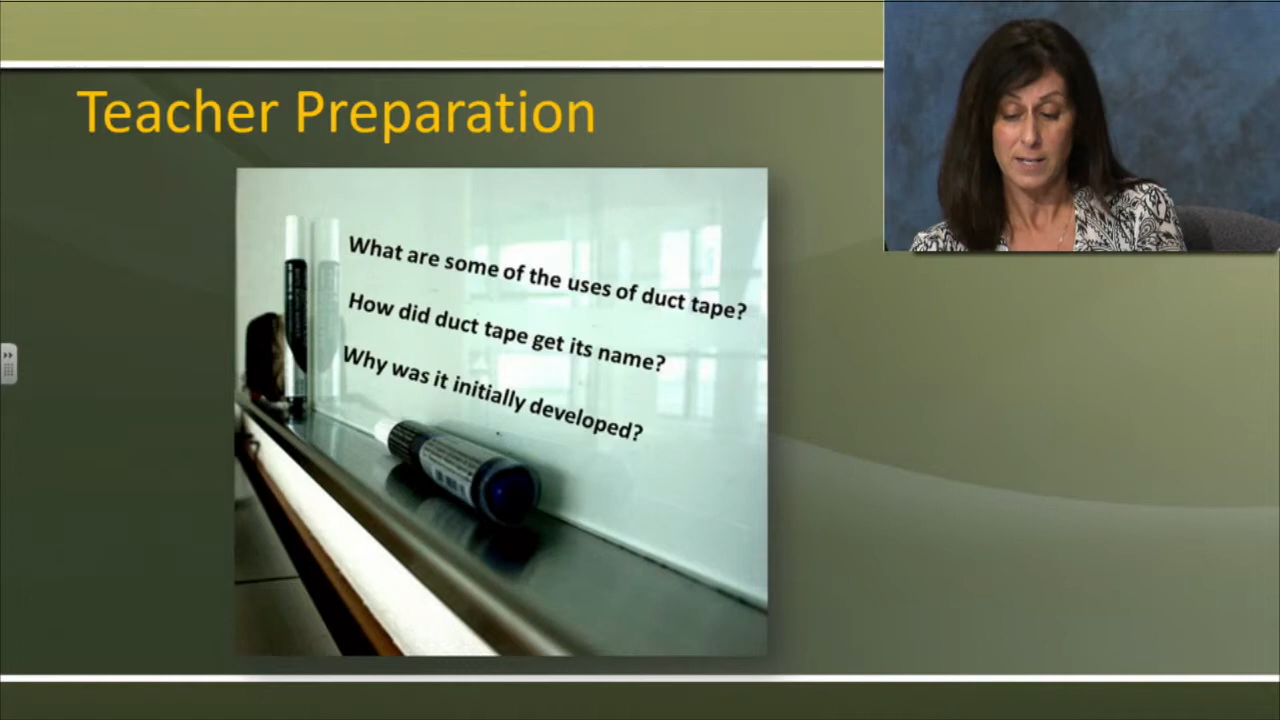 Teacher Preparation
What are some of the uses of duct tape?
How did duct tape get its name?
Why was it initially developed?